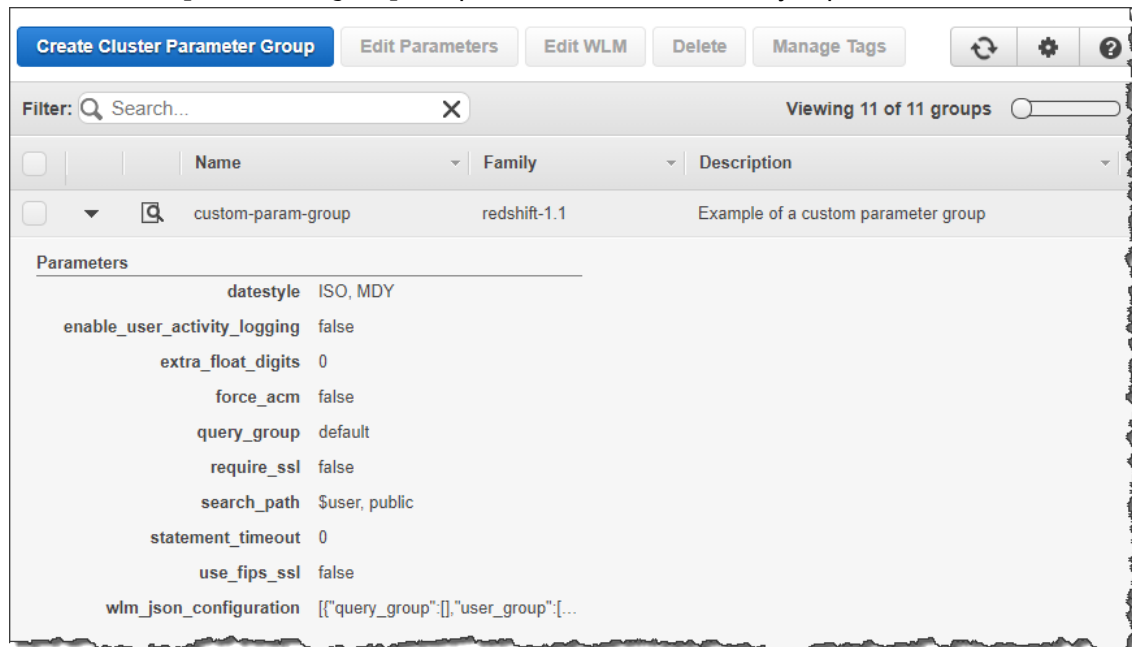 Create Cluster Parameter Group Edit Parameters Edit WLM Delete Manage Tags
Filter: Search... Viewing 11 of 11 groups
Name Family Description
custom-param-group redshift-1.1 Example of a custom parameter group
Parameters
datestyle ISO, MDY
enable_user_activity_logging false
extra_float_digits 0
force_acm false
query_group default
require_ssl false
search_path $user, public
statement_timeout 0
use_fips_ssl false
wlm_json_configuration [{"query_group":[],"user_group":[...